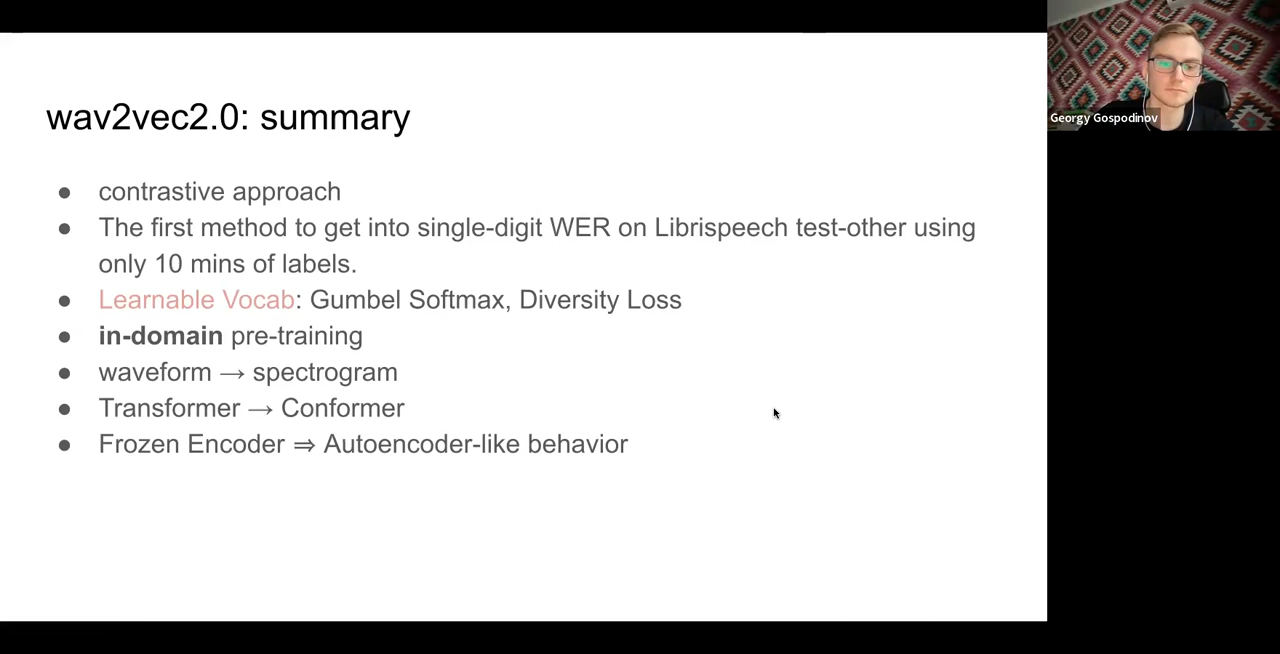 wav2vec2.0: summary
● contrastive approach
● The first method to get into single-digit WER on Librispeech test-other using
only 10 mins of labels.
● Learnable Vocab: Gumbel Softmax, Diversity Loss
● in-domain pre-training
● waveform → spectrogram
● Transformer → Conformer
● Frozen Encoder ⇒ Autoencoder-like behavior
Georgy Gospodinov